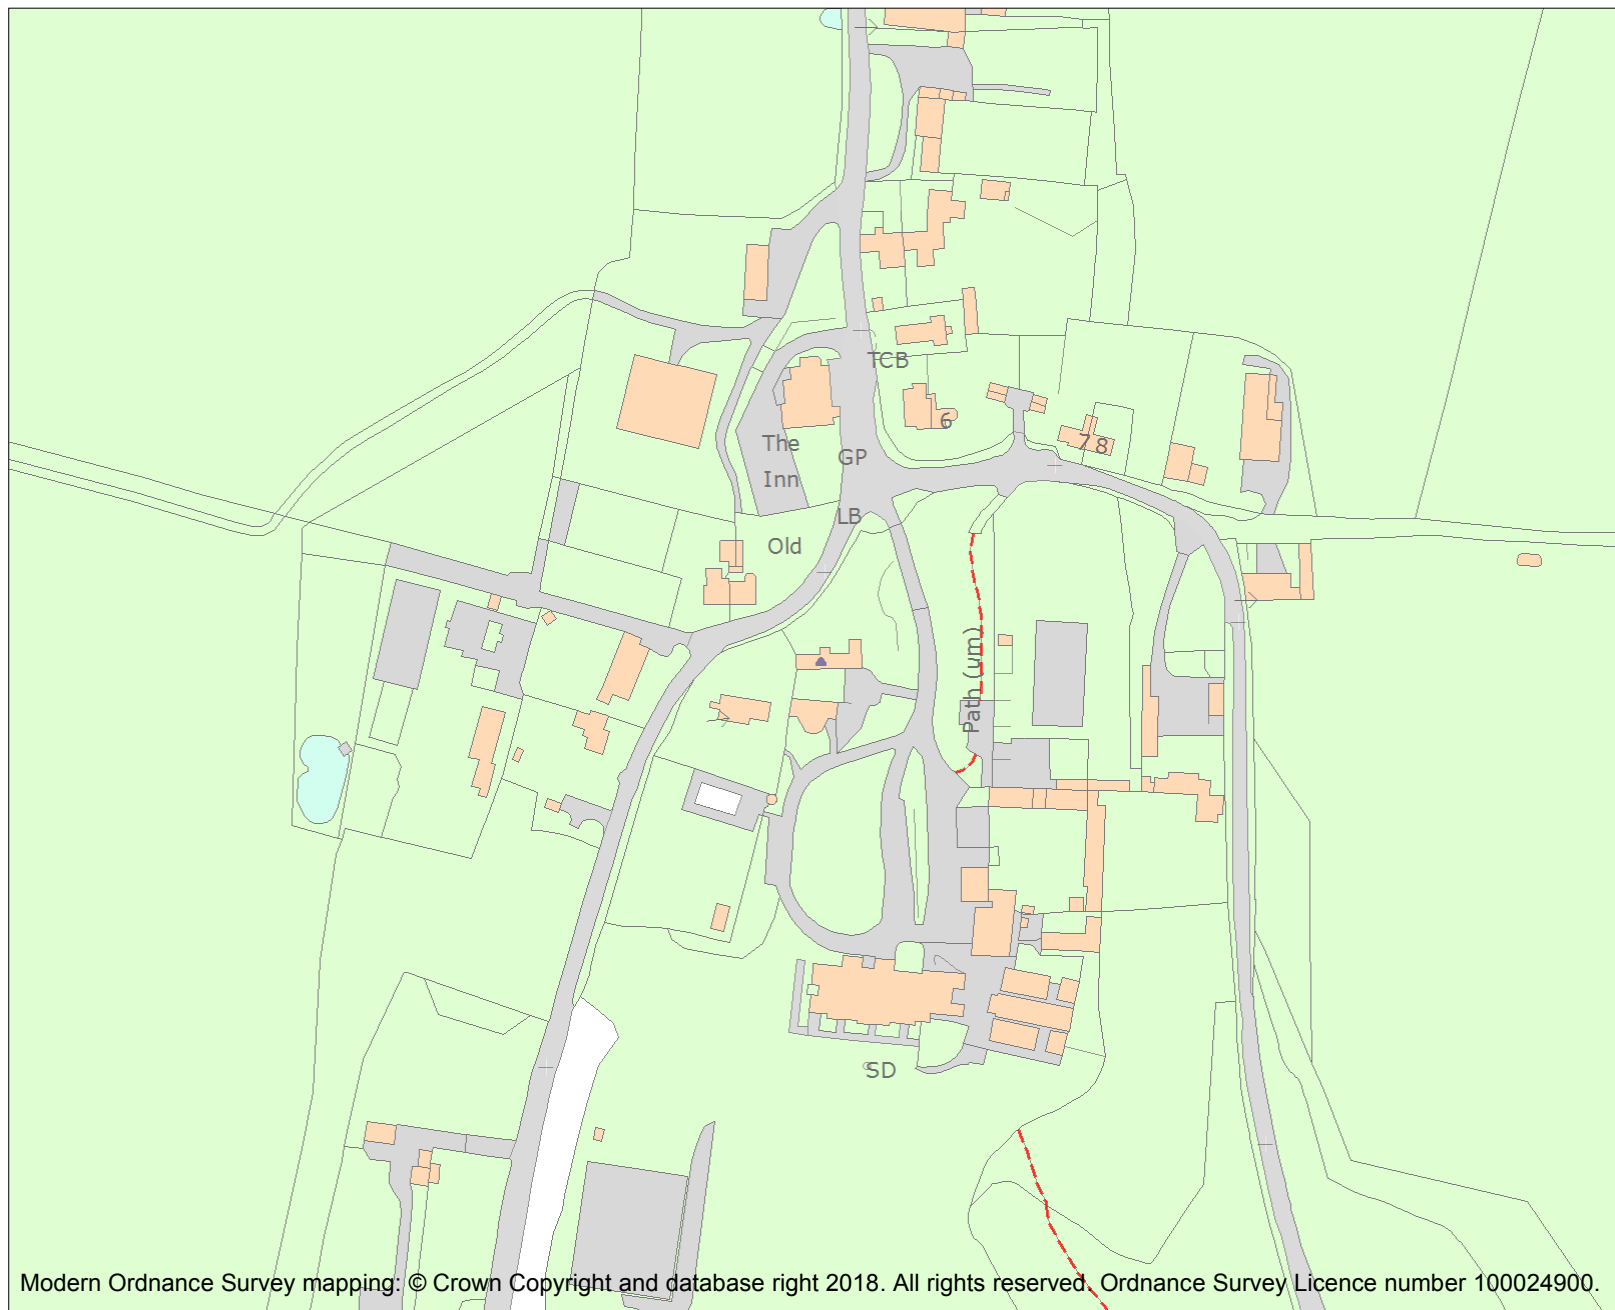 TCB
6
7 8
The
Inn
GP
LB
Old
Path (um)
SD
Modern Ordnance Survey mapping: © Crown Copyright and database right 2018. All rights reserved. Ordnance Survey Licence number 100024900.